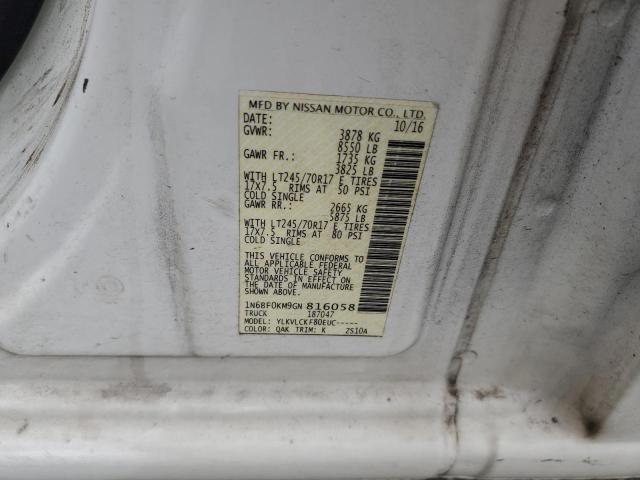 MFD BY NISSAN MOTOR CO., LTD.
DATE: 10/16
GVWR: 3878 KG
8550 LB
GAWR FR.: 1735 KG
3825 LB
WITH LT245/70R17 E TIRES
17X7.5 RIMS AT 50 PSI
COLD SINGLE
GAWR RR.: 2665 KG
5875 LB
WITH LT245/70R17 E TIRES
17X7.5 RIMS AT 80 PSI
COLD SINGLE
THIS VEHICLE CONFORMS TO
ALL APPLICABLE FEDERAL
MOTOR VEHICLE SAFETY
STANDARDS IN EFFECT ON
THE DATE OF MANUFACTURE
SHOWN ABOVE.
1N6BF0KM9GN 816058
TRUCK 187047
MODEL: YLKVLCKF80EUC-----
COLOR: QAK TRIM: K 2S10A